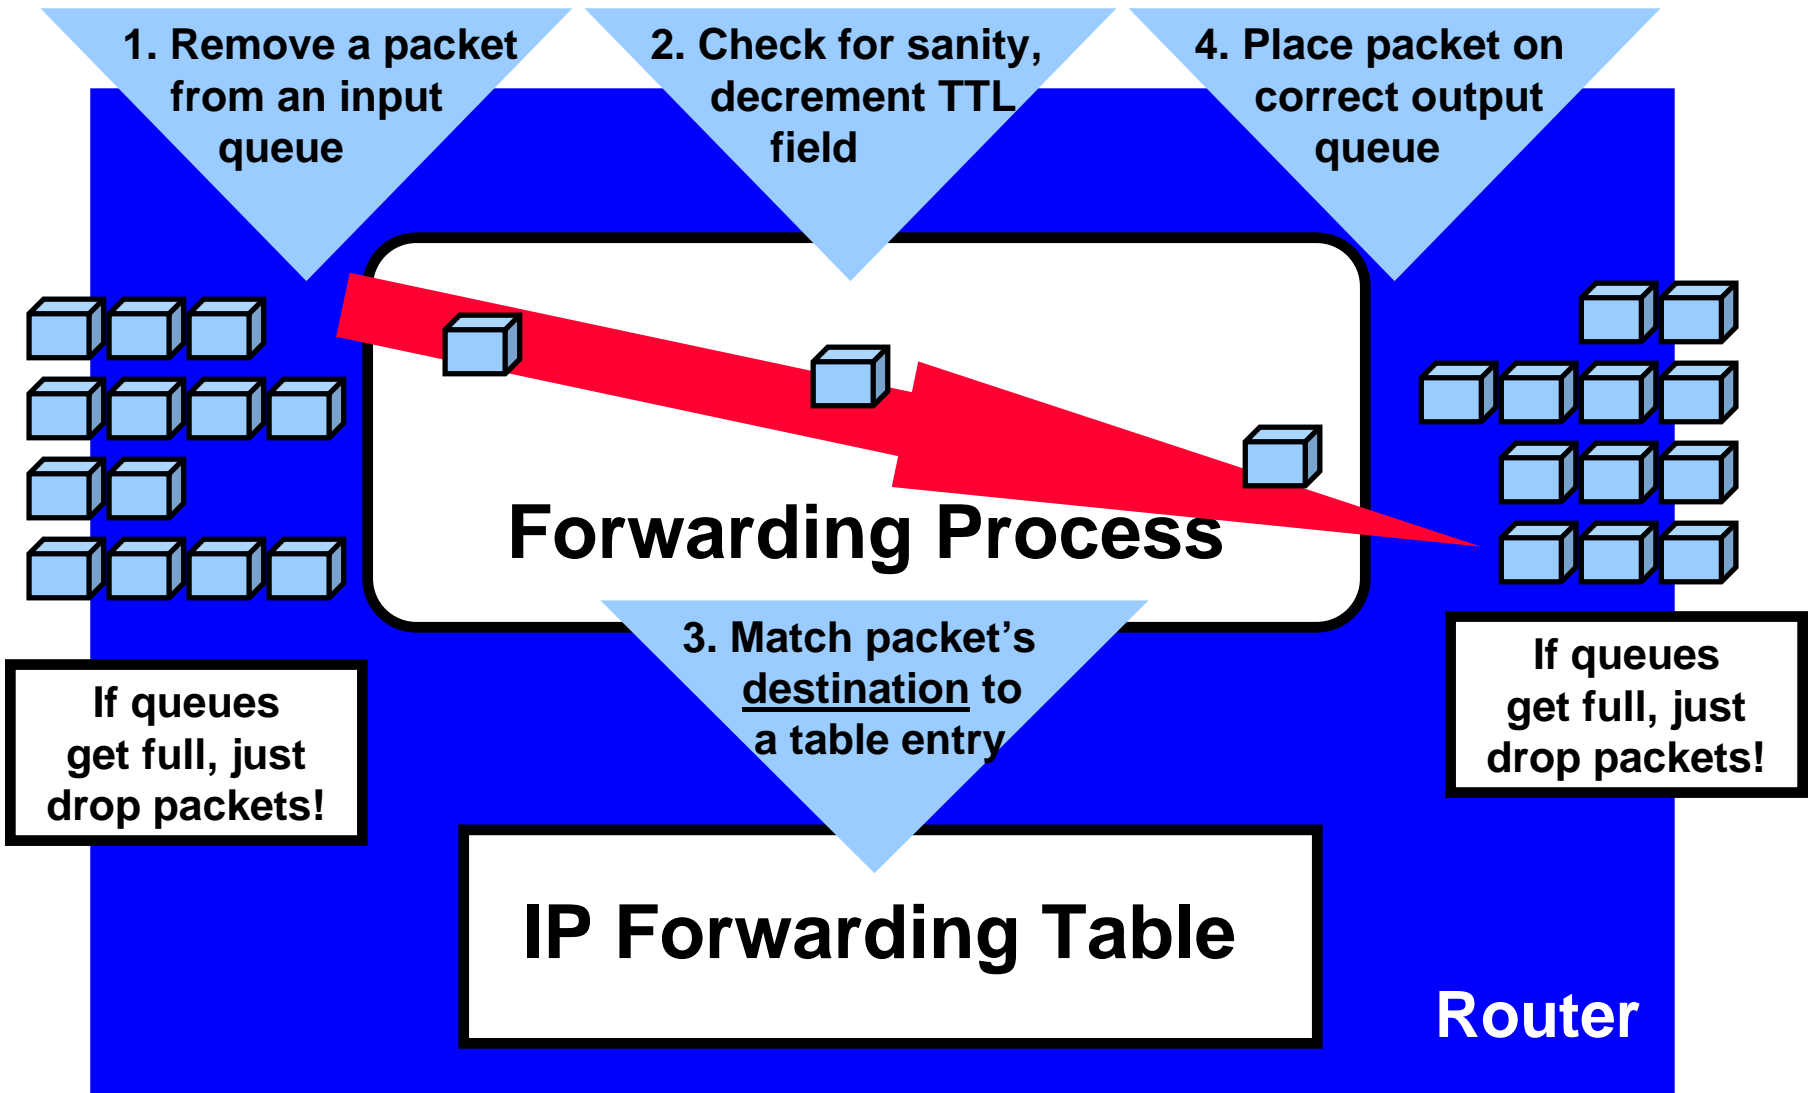 1. Remove a packet
from an input
queue
2. Check for sanity,
decrement TTL
field
4. Place packet on
correct output
queue
Forwarding Process
3. Match packet’s
destination to
a table entry
If queues
get full, just
drop packets!
If queues
get full, just
drop packets!
IP Forwarding Table
Router